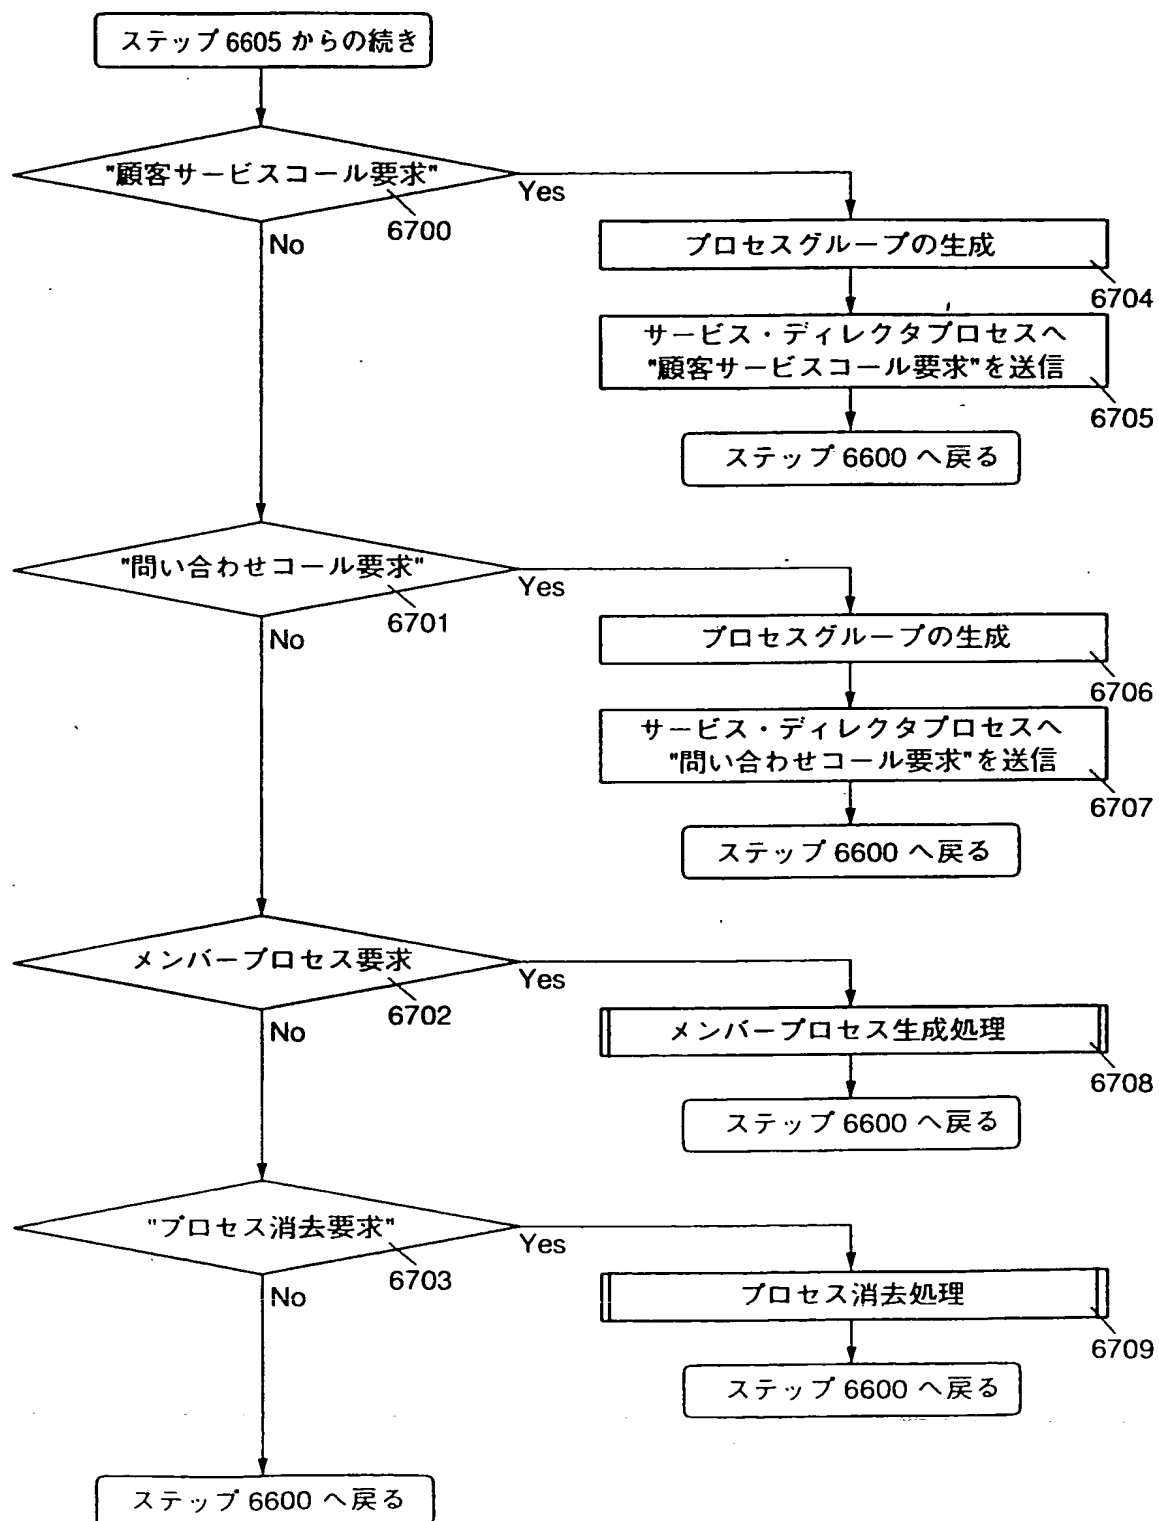 ステップ 6605 からの続き
"顧客サービスコール要求"
Yes
6700
No
プロセスグループの生成
6704
サービス・ディレクタプロセスへ
"顧客サービスコール要求"を送信
6705
ステップ 6600 へ戻る
"問い合わせコール要求"
Yes
6701
No
プロセスグループの生成
6706
サービス・ディレクタプロセスへ
"問い合わせコール要求"を送信
6707
ステップ 6600 へ戻る
メンバープロセス要求
Yes
6702
No
メンバープロセス生成処理
6708
ステップ 6600 へ戻る
"プロセス消去要求"
Yes
6703
No
プロセス消去処理
6709
ステップ 6600 へ戻る
ステップ 6600 へ戻る